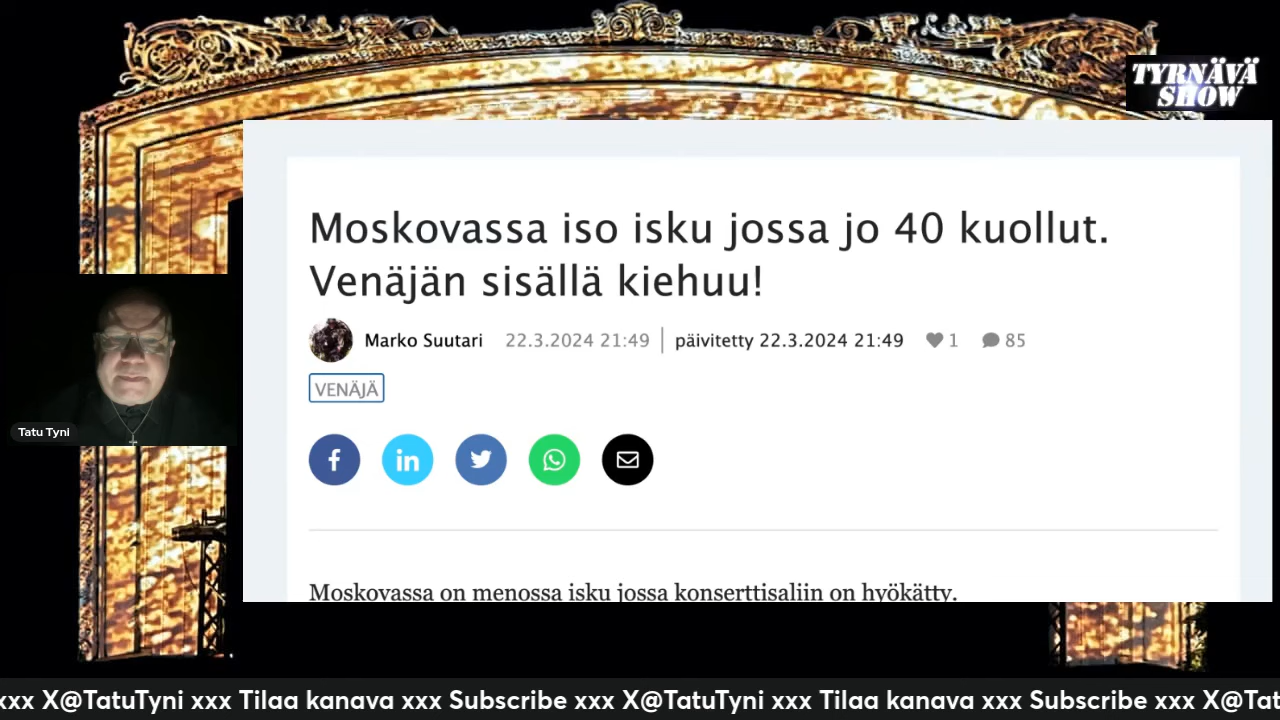 TYRNÄVÄ
SHOW
Moskovassa iso isku jossa jo 40 kuollut.
Venäjän sisällä kiehuu!
Marko Suutari 22.3.2024 21:49 päivitetty 22.3.2024 21:49 1 85
VENÄJÄ
Tatu Tyni
Moskovassa on menossa isku jossa konserttisaliin on hyökätty.
xxx X@TatuTyni xxx Tilaa kanava xxx Subscribe xxx X@TatuTyni xxx Tilaa kanava xxx Subscribe xxx X@Tat